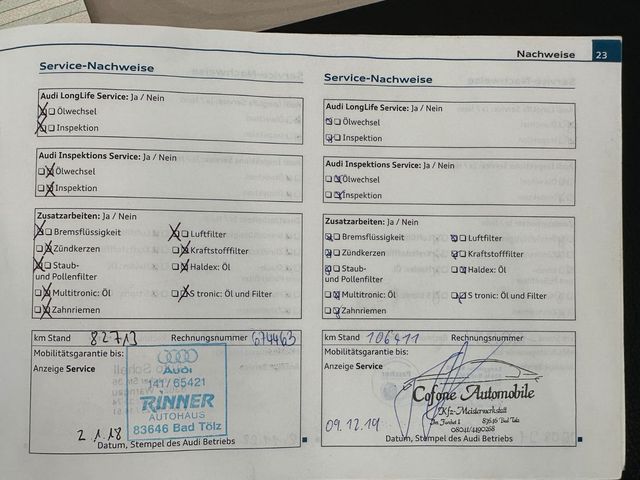 Nachweise 23
Service-Nachweise
Audi LongLife Service: Ja / Nein
Ölwechsel
Inspektion
Audi Inspektions Service: Ja / Nein
Ölwechsel
Inspektion
Zusatzarbeiten: Ja / Nein
Bremsflüssigkeit Luftfilter
Zündkerzen Kraftstofffilter
Staub- Haldex: Öl
und Pollenfilter
Multitronic: Öl S tronic: Öl und Filter
Zahnriemen
km Stand 82713 Rechnungsnummer 674463
Mobilitätsgarantie bis:
Anzeige Service
Audi
141/65421
RINNER
AUTOHAUS
83646 Bad Tölz
2.1.18
Datum, Stempel des Audi Betriebs
Service-Nachweise
Audi LongLife Service: Ja / Nein
Ölwechsel
Inspektion
Audi Inspektions Service: Ja / Nein
Ölwechsel
Inspektion
Zusatzarbeiten: Ja / Nein
Bremsflüssigkeit Luftfilter
Zündkerzen Kraftstofffilter
Staub- Haldex: Öl
und Pollenfilter
Multitronic: Öl S tronic: Öl und Filter
Zahnriemen
km Stand 106411 Rechnungsnummer
Mobilitätsgarantie bis:
Anzeige Service
Cofone Automobile
Kfz-Meisterwerkstatt
83646 Bad Tölz
08041/4190268
09.12.19
Datum, Stempel des Audi Betriebs